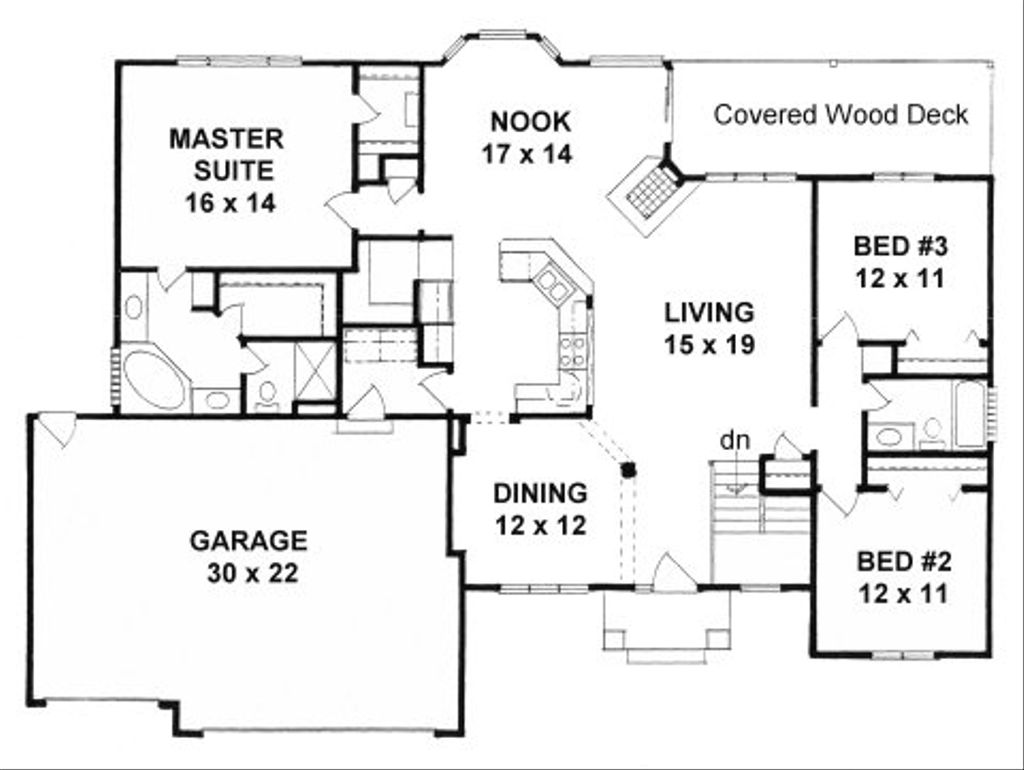 MASTER
SUITE
16 x 14
NOOK
17 x 14
Covered Wood Deck
BED #3
12 x 11
LIVING
15 x 19
dn
DINING
12 x 12
GARAGE
30 x 22
BED #2
12 x 11